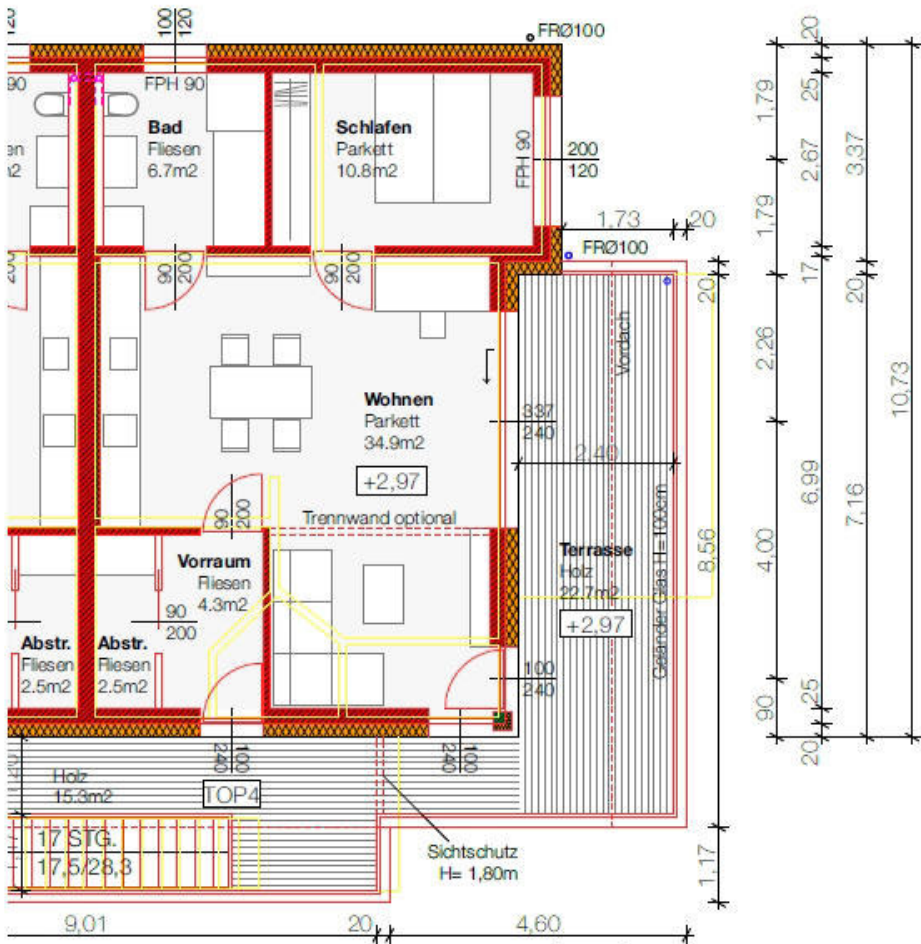 120
100
120
FRØ100
90
FPH 90
Bad
Fliesen
6.7m2
Schlafen
Parkett
10.8m2
FPH 90
200
120
1,73
20
FRØ100
200
90
200
90
200
20
Vordach
Wohnen
Parkett
34.9m2
+2,97
337
240
2,40
90
200
Trennwand optional
Vorraum
Fliesen
4.3m2
90
200
Abstr.
Fliesen
2.5m2
Abstr.
Fliesen
2.5m2
Terrasse
Holz
22.7m2
+2,97
Geländer Glas H=100cm
8,56
100
240
240
100
240
100
Holz
15.3m2
TOP4
17 STG.
17,5/28,3
Sichtschutz
H= 1,80m
9,01
20
4,60
1,79
1,79
2,26
4,00
90
1,17
20
25
2,67
17
6,99
25
20
3,37
20
7,16
10,73